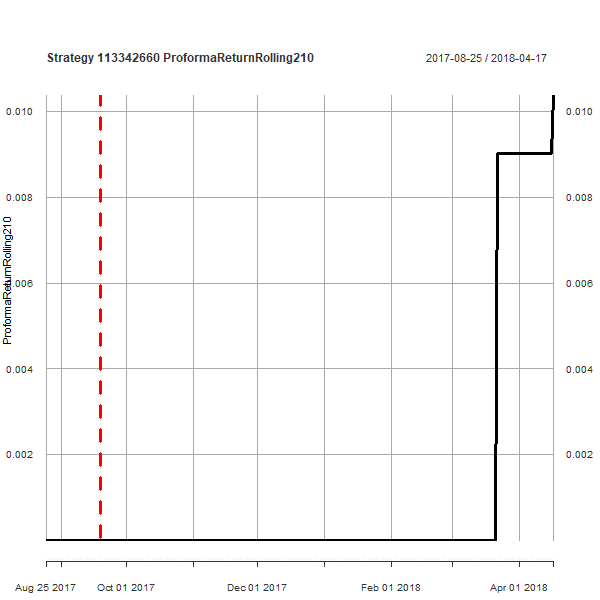 Strategy 113342660 ProformaReturnRolling210
2017-08-25 / 2018-04-17
0.010 0.010
0.008 0.008
ProformaReturnRolling210
0.006 0.006
0.004 0.004
0.002 0.002
Aug 25 2017 Oct 01 2017 Dec 01 2017 Feb 01 2018 Apr 01 2018